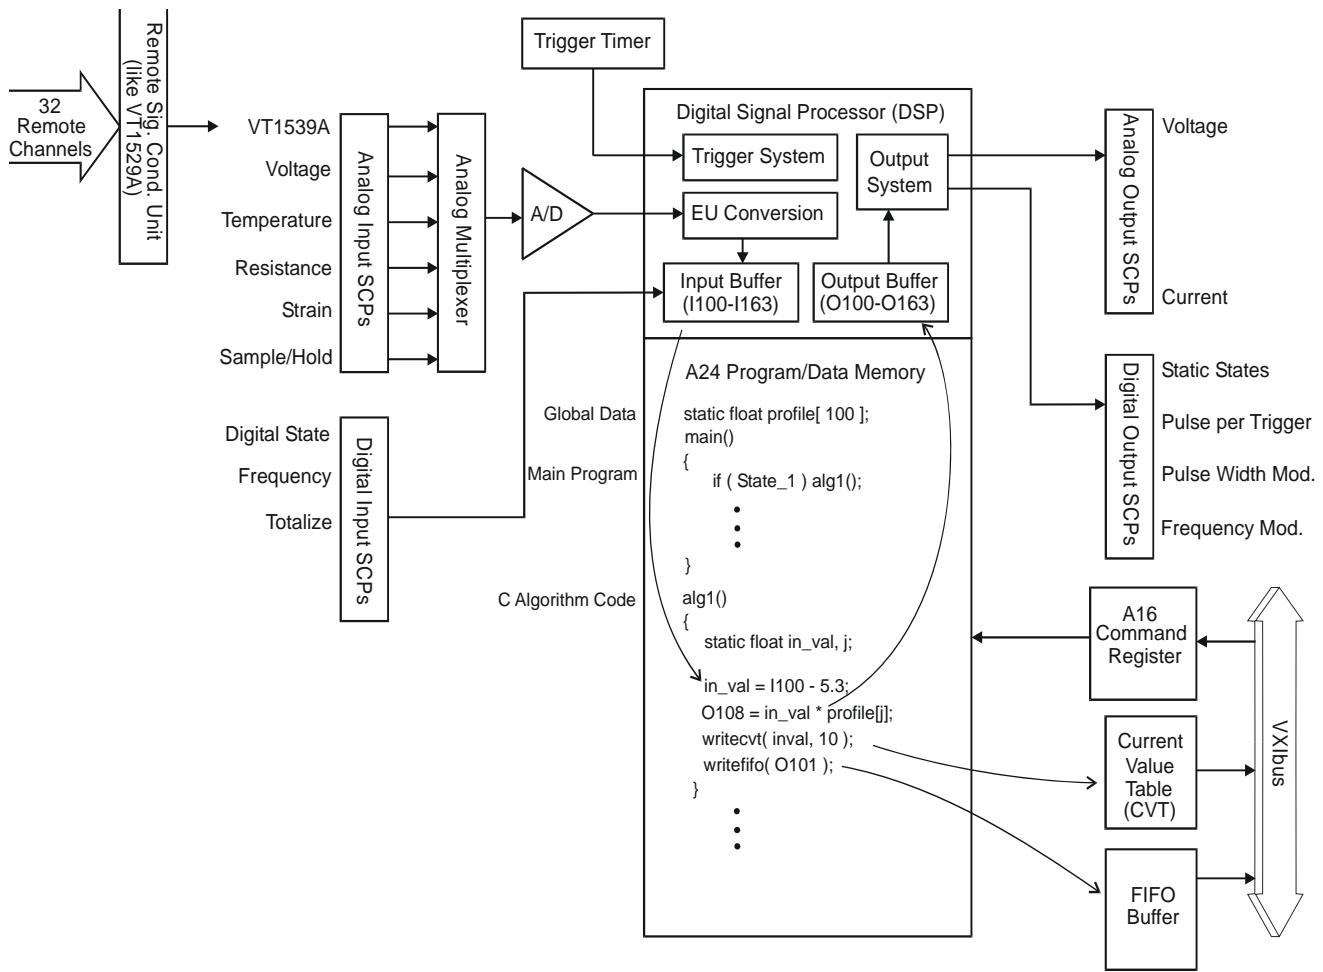 32
Remote
Channels
Remote Sig. Cond. Unit
(like VT1529A)
Trigger Timer
VT1539A
Voltage
Temperature
Resistance
Strain
Sample/Hold
Analog Input SCPs
Analog Multiplexer
A/D
Digital State
Frequency
Totalize
Digital Input SCPs
Digital Signal Processor (DSP)
Trigger System
EU Conversion
Input Buffer
(I100-I163)
Output
System
Output Buffer
(O100-O163)
A24 Program/Data Memory
Global Data
static float profile[ 100 ];
main()
{
Main Program
if ( State_1 ) alg1();
}
C Algorithm Code
alg1()
{
static float in_val, j;
in_val = I100 - 5.3;
O108 = in_val * profile[j];
writecvt( inval, 10 );
writefifo( O101 );
}
Analog Output SCPs
Voltage
Current
Digital Output SCPs
Static States
Pulse per Trigger
Pulse Width Mod.
Frequency Mod.
A16
Command
Register
Current
Value
Table
(CVT)
FIFO
Buffer
VXIbus